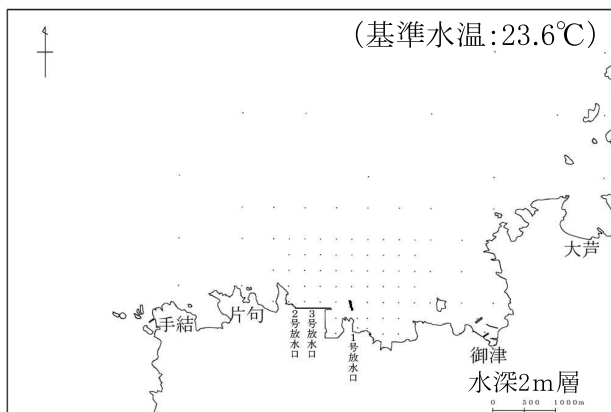 (基準水温:23.6℃)
大芦
手結
片句
2号放水口
3号放水口
1号放水口
御津
水深2m層
0 500 1000m